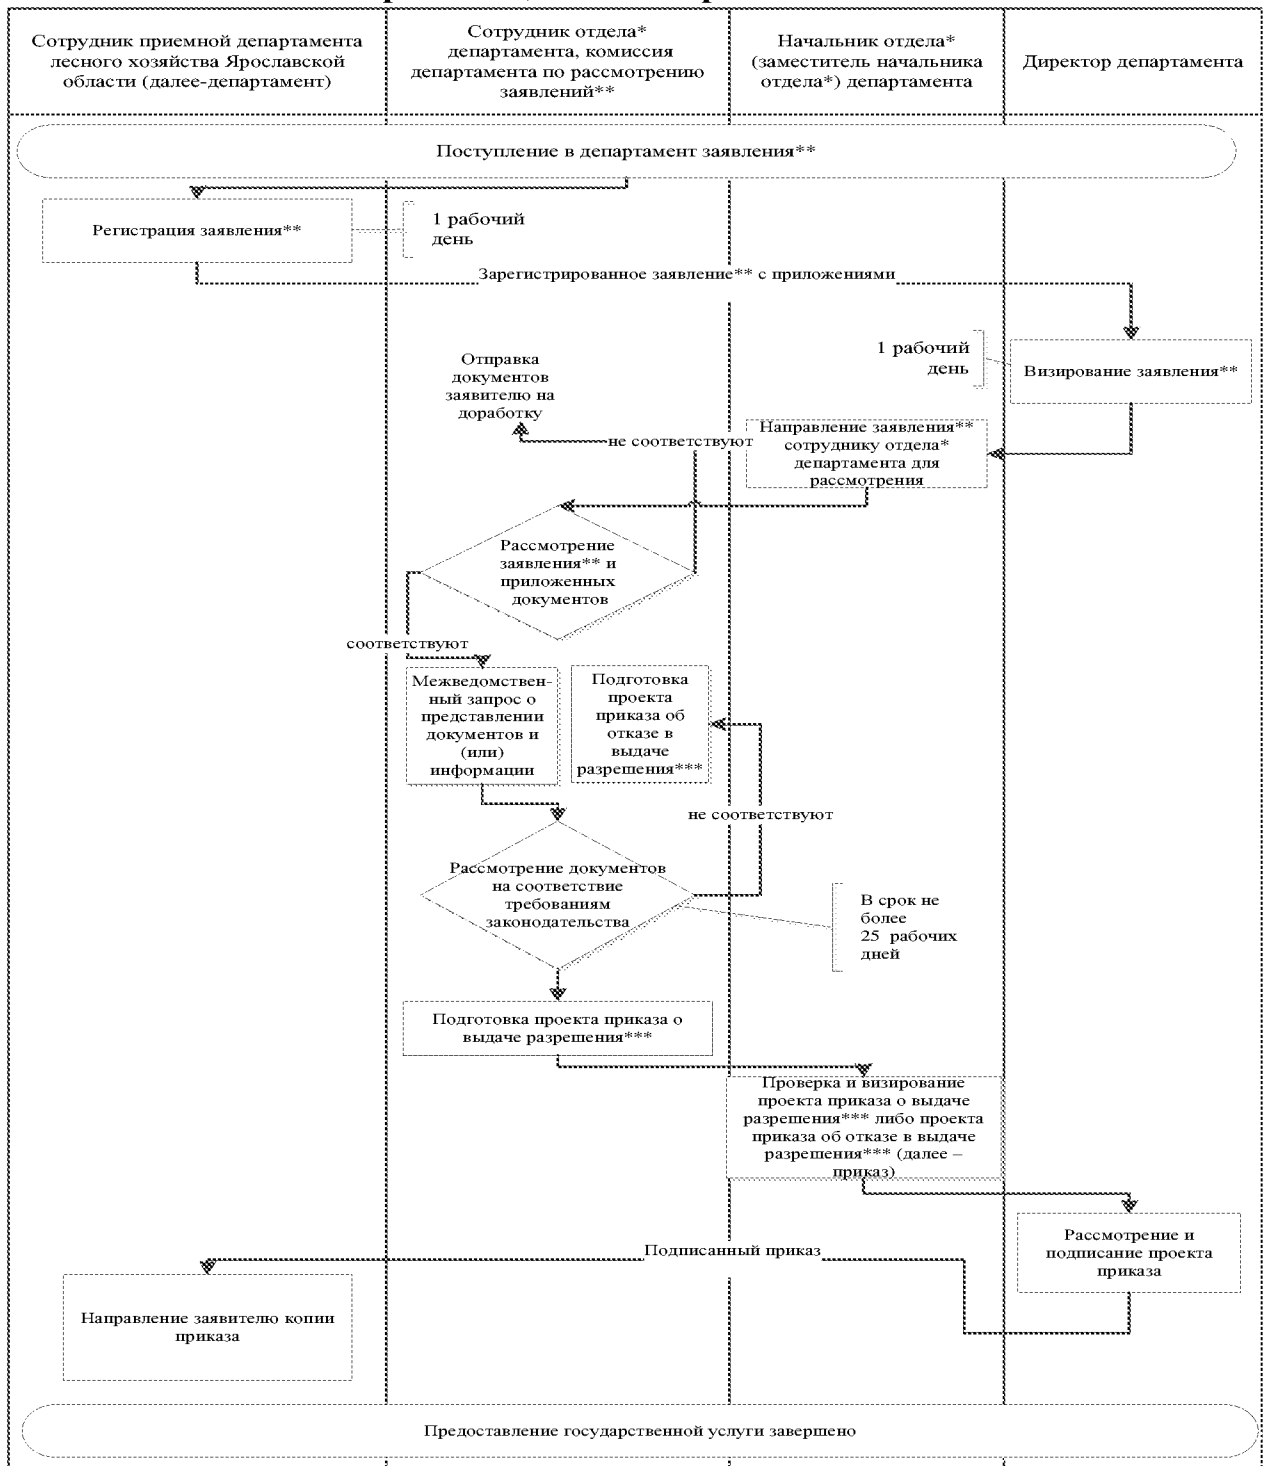 Сотрудник приемной департамента
лесного хозяйства Ярославской
области (далее-департамент)
Сотрудник отдела*
департамента, комиссия
департамента по рассмотрению
заявлений**
Начальник отдела*
(заместитель начальника
отдела*) департамента
Директор департамента
Поступление в департамент заявления**
Регистрация заявления**
1 рабочий
день
Зарегистрированное заявление** с приложениями
1 рабочий
день
Визирование заявления**
Отправка
документов
заявителю на
доработку
не соответствуют
Направление заявления**
сотруднику отдела*
департамента для
рассмотрения
Рассмотрение
заявления** и
приложенных
документов
соответствуют
Межведомствен-
ный запрос о
представлении
документов и
(или)
информации
Подготовка
проекта
приказа об
отказе в
выдаче
разрешения***
не соответствуют
Рассмотрение документов
на соответствие
требованиям
законодательства
В срок не
более
25 рабочих
дней
Подготовка проекта приказа о
выдаче разрешения***
Проверка и визирование
проекта приказа о выдаче
разрешения*** либо проекта
приказа об отказе в выдаче
разрешения*** (далее –
приказ)
Рассмотрение и
подписание проекта
приказа
Подписанный приказ
Направление заявителю копии
приказа
Предоставление государственной услуги завершено